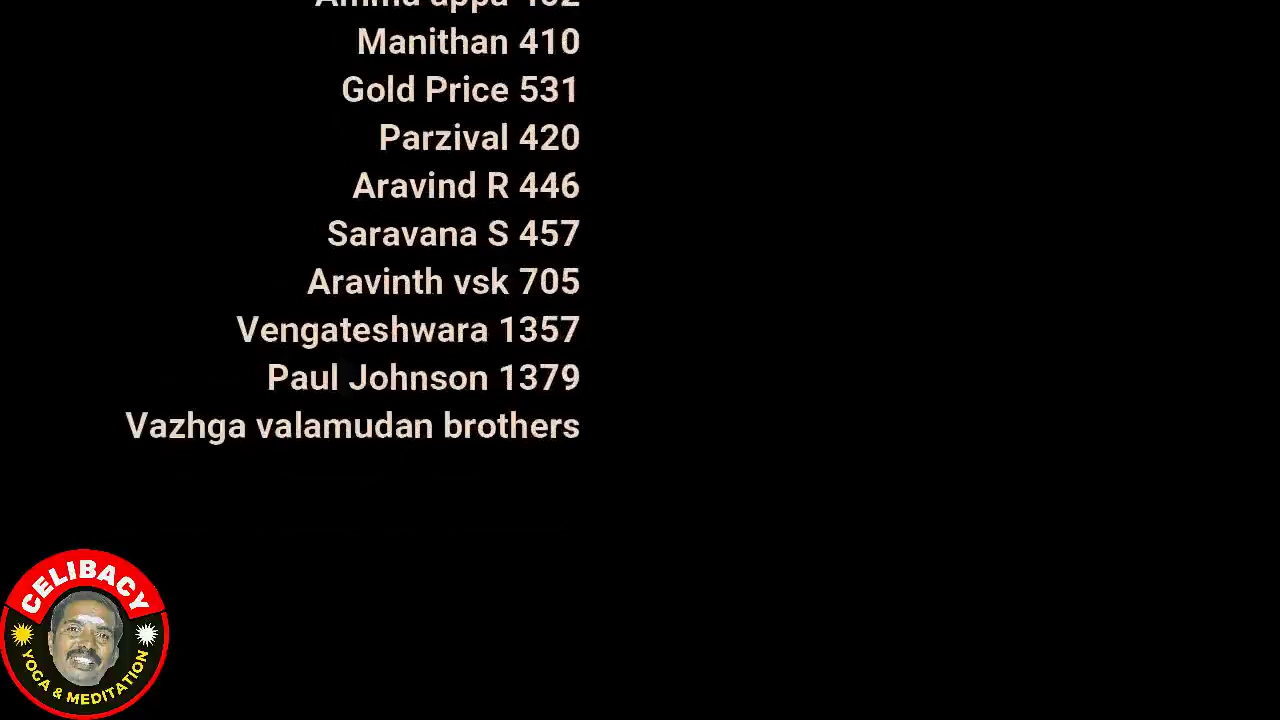 Manithan 410
Gold Price 531
Parzival 420
Aravind R 446
Saravana S 457
Aravinth vsk 705
Vengateshwara 1357
Paul Johnson 1379
Vazhga valamudan brothers
CELIBACY
YOGA & MEDITATION